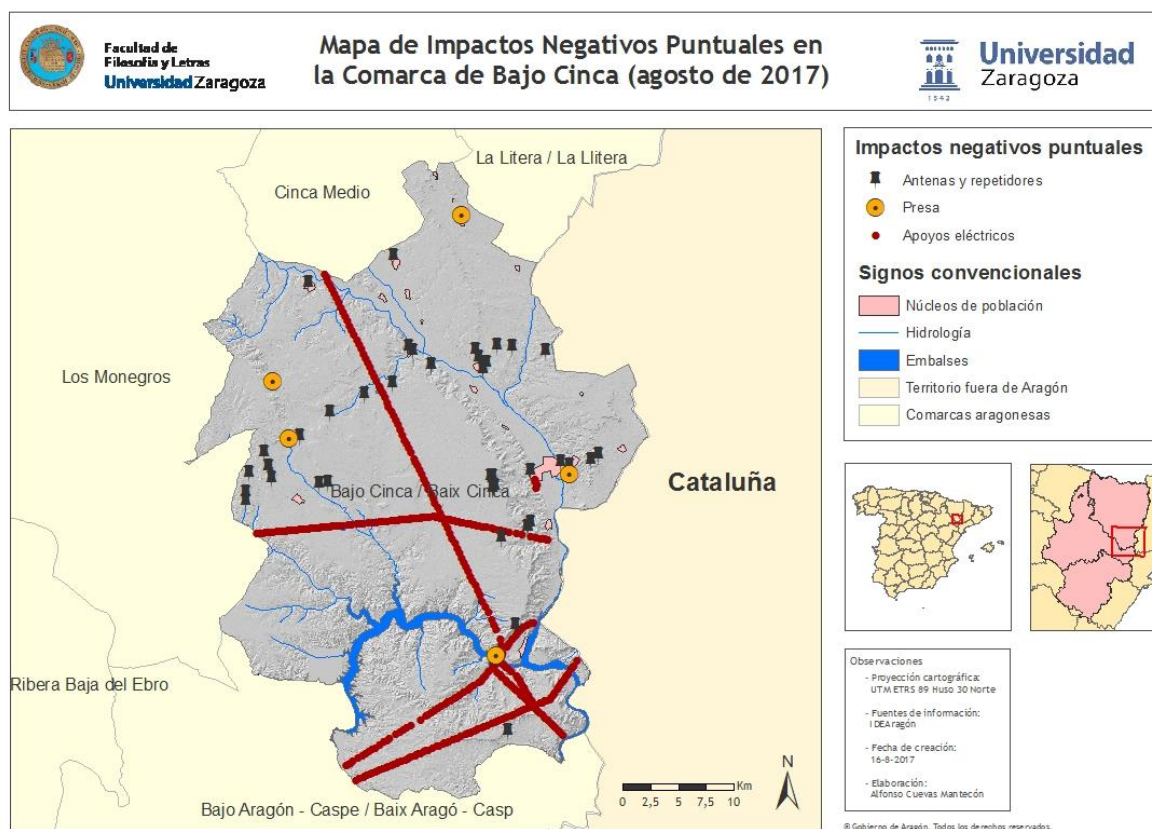 Facultad de
Filosofía y Letras
Universidad Zaragoza
Mapa de Impactos Negativos Puntuales en
la Comarca de Bajo Cinca (agosto de 2017)
Universidad
Zaragoza
1542
La Litera / La Llitera
Cinca Medio
Los Monegros
Bajo Cinca / Baix Cinca
Cataluña
Ribera Baja del Ebro
Bajo Aragón - Caspe / Baix Aragó - Casp
N
Km
0 2,5 5 7,5 10
Impactos negativos puntuales
Antenas y repetidores
Presa
Apoyos eléctricos
Signos convencionales
Núcleos de población
Hidrología
Embalses
Territorio fuera de Aragón
Comarcas aragonesas
Observaciones
- Proyección cartográfica:
UTM ETRS 89 Huso 30 Norte
- Fuentes de información:
IDEAragón
- Fecha de creación:
16-8-2017
- Elaboración:
Alfonso Cuevas Mantecón
® Gobierno de Aragón. Todos los derechos reservados.